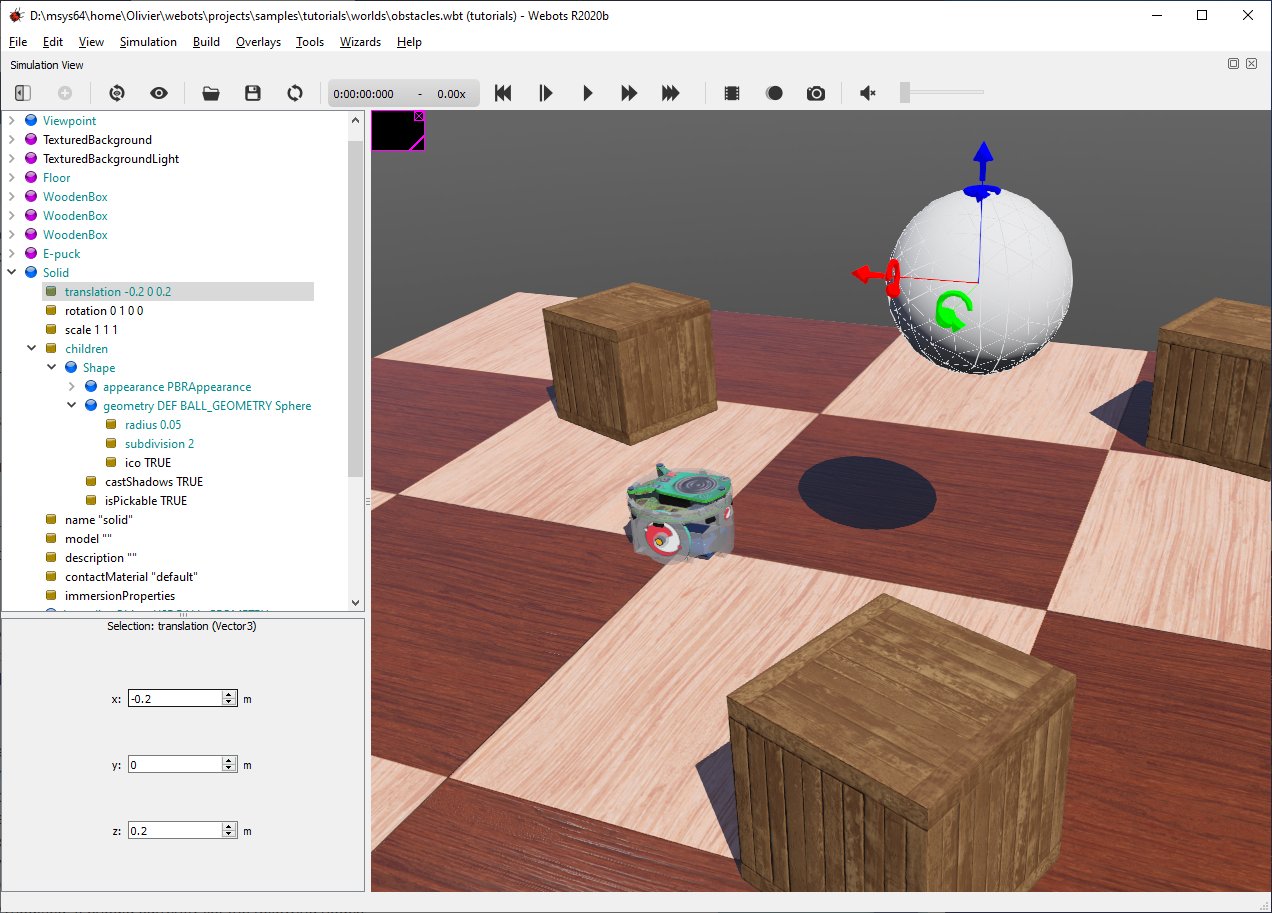 D:\msys64\home\Olivier\webots\projects\samples\tutorials\worlds\obstacles.wbt (tutorials) - Webots R2020b
File Edit View Simulation Build Overlays Tools Wizards Help
Simulation View
0:00:00:000 - 0.00x
Viewpoint
TexturedBackground
TexturedBackgroundLight
Floor
WoodenBox
WoodenBox
WoodenBox
E-puck
Solid
translation -0.2 0 0.2
rotation 0 1 0 0
scale 1 1 1
children
Shape
appearance PBRAppearance
geometry DEF BALL_GEOMETRY Sphere
radius 0.05
subdivision 2
ico TRUE
castShadows TRUE
isPickable TRUE
name "solid"
model ""
description ""
contactMaterial "default"
immersionProperties
Selection: translation (Vector3)
x: -0.2 m
y: 0 m
z: 0.2 m